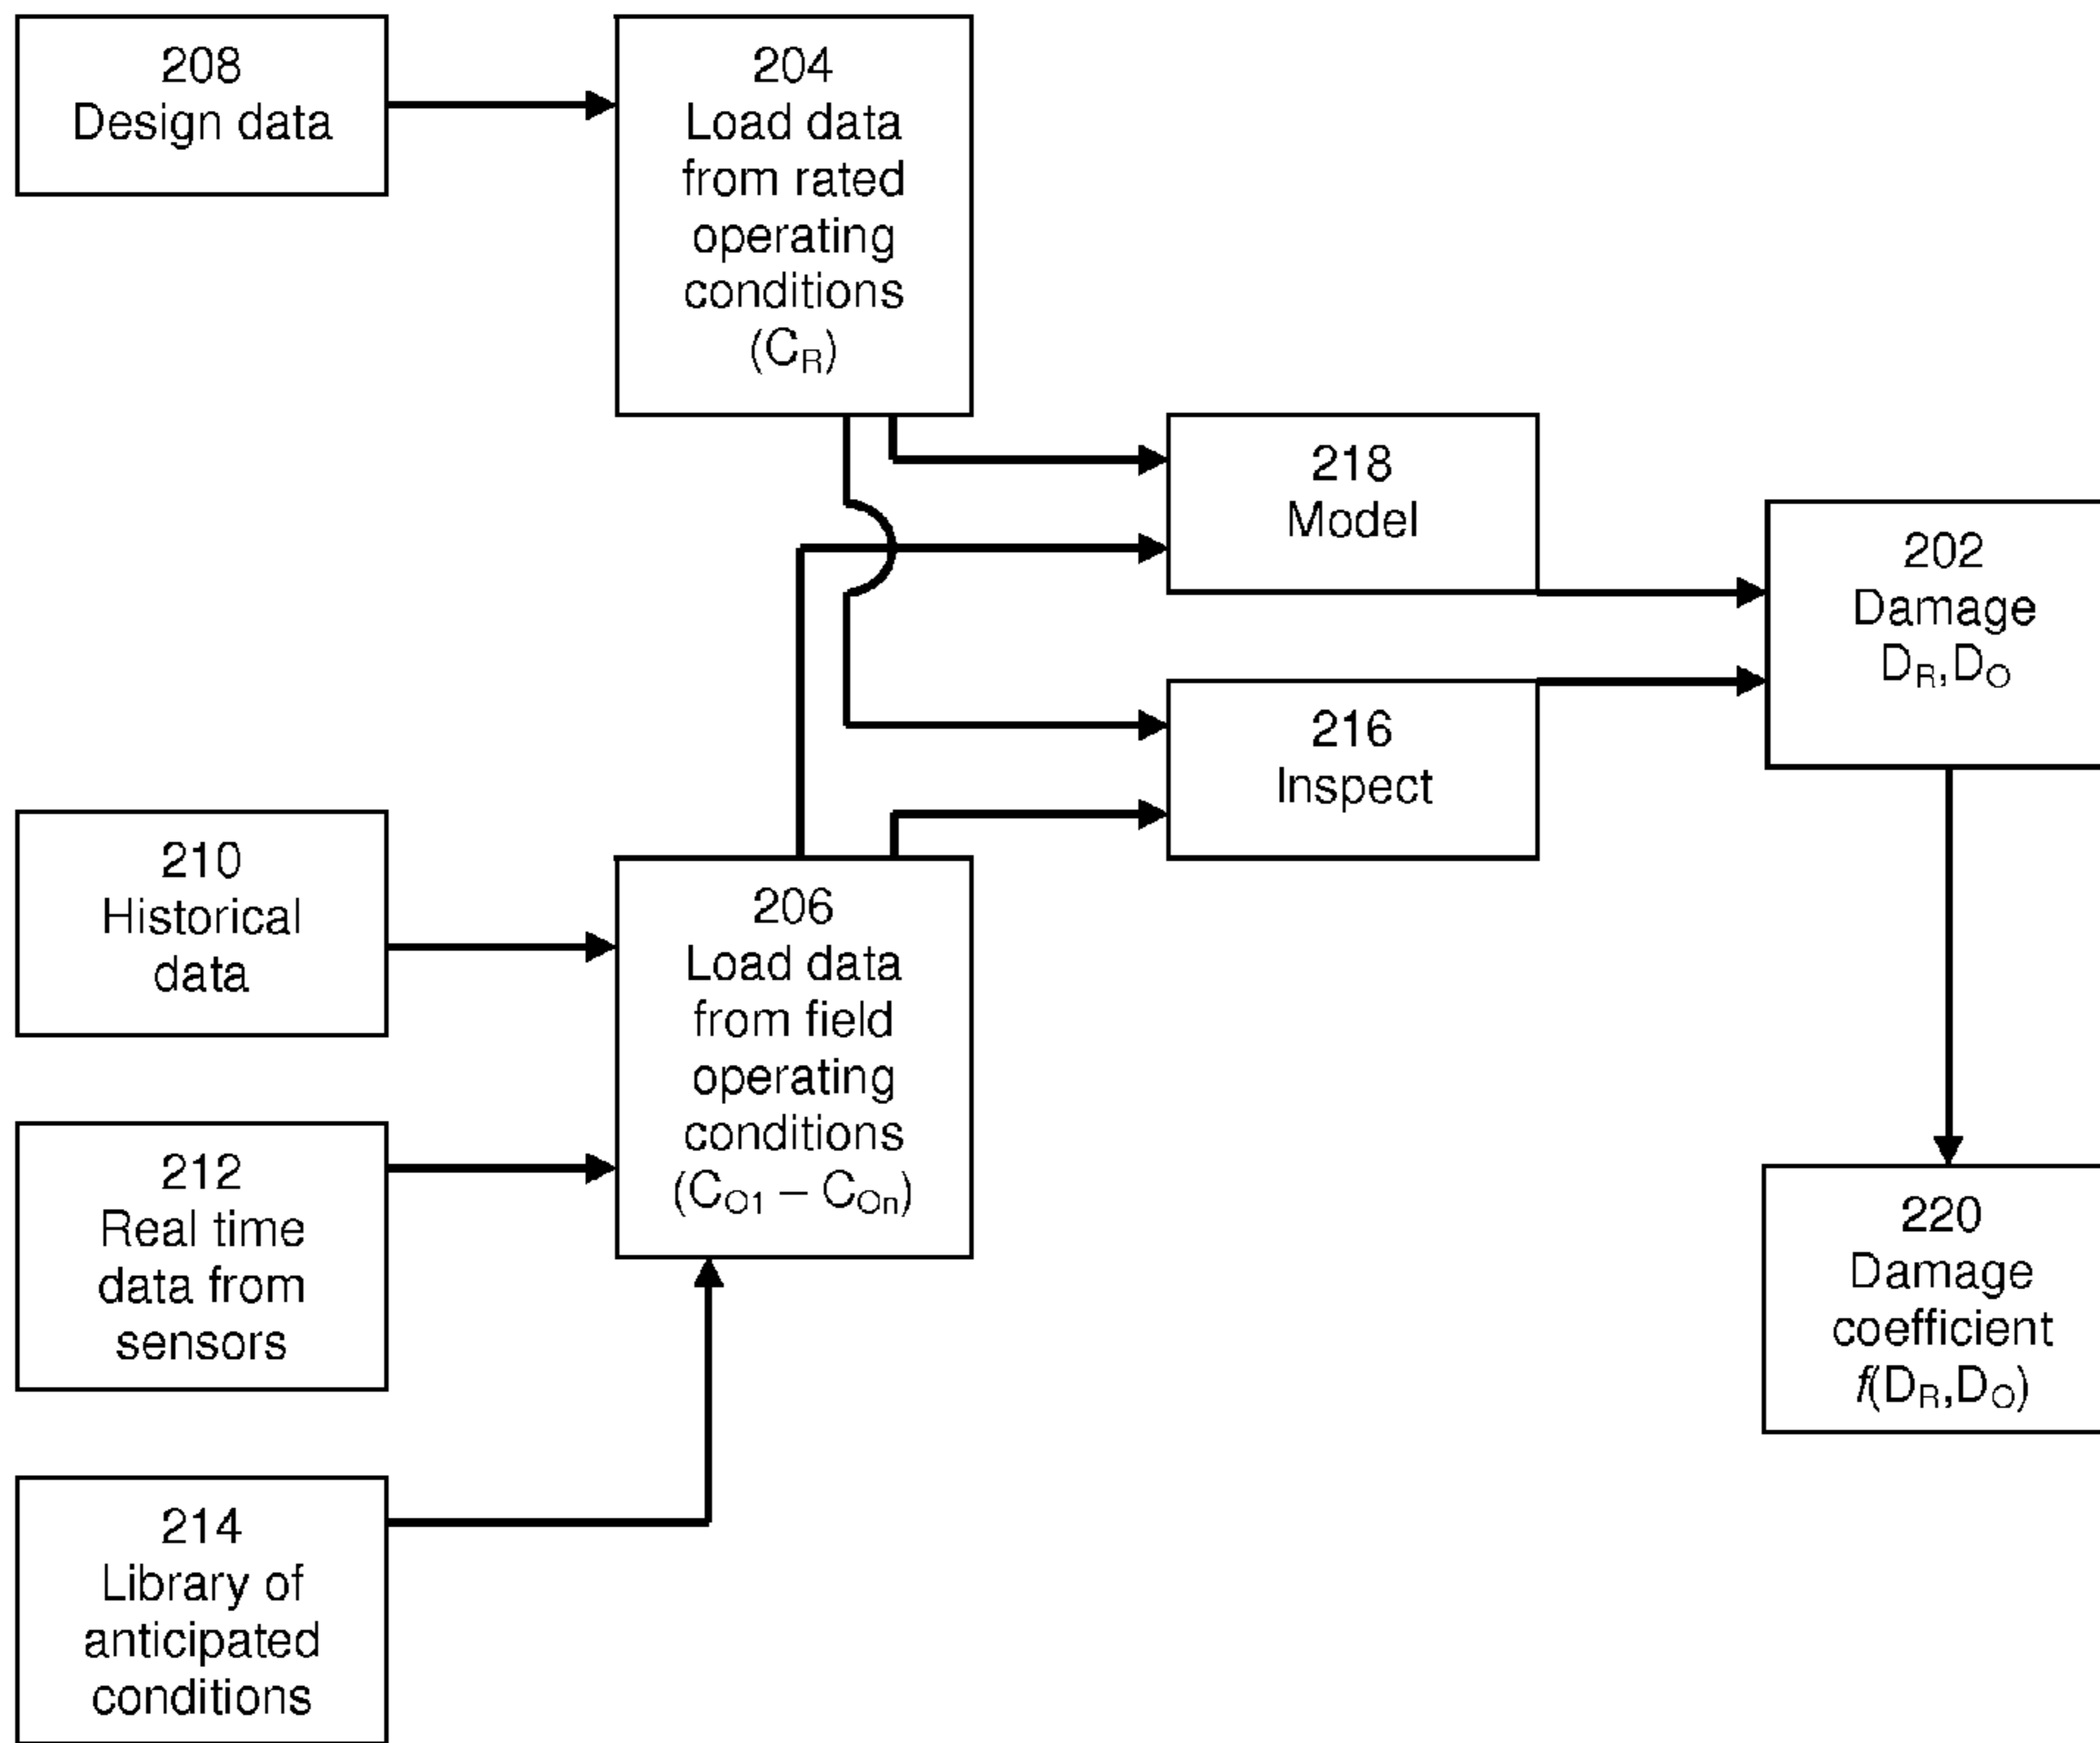 208
Design data
204
Load data
from rated
operating
conditions
(C_R)
218
Model
202
Damage
D_R,D_O
216
Inspect
210
Historical
data
206
Load data
from field
operating
conditions
(C_O1 – C_On)
212
Real time
data from
sensors
220
Damage
coefficient
f(D_R,D_O)
214
Library of
anticipated
conditions